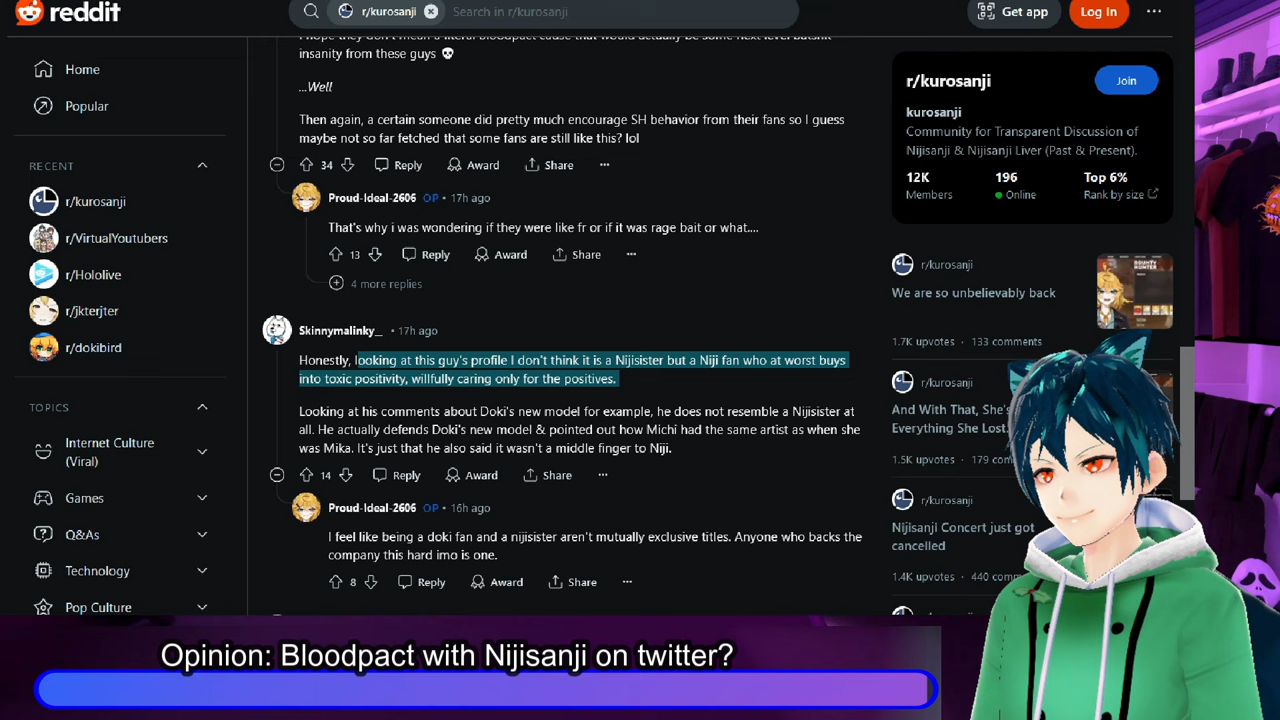 reddit
r/kurosanji
Search in r/kurosanji
Get app
Log In
Home
Popular
RECENT
r/kurosanji
r/VirtualYoutubers
r/Hololive
r/jkterjter
r/dokibird
TOPICS
Internet Culture
(Viral)
Games
Q&As
Technology
Pop Culture
insanity from these guys 💀
...Well
Then again, a certain someone did pretty much encourage SH behavior from their fans so I guess
maybe not so far fetched that some fans are still like this? lol
34 Reply Award Share
Proud-Ideal-2606 OP • 17h ago
That's why i was wondering if they were like fr or if it was rage bait or what....
13 Reply Award Share
4 more replies
Skinnymalinky_ • 17h ago
Honestly, looking at this guy's profile I don't think it is a Nijisister but a Niji fan who at worst buys
into toxic positivity, willfully caring only for the positives.
Looking at his comments about Doki's new model for example, he does not resemble a Nijisister at
all. He actually defends Doki's new model & pointed out how Michi had the same artist as when she
was Mika. It's just that he also said it wasn't a middle finger to Niji.
14 Reply Award Share
Proud-Ideal-2606 OP • 16h ago
I feel like being a doki fan and a nijisister aren't mutually exclusive titles. Anyone who backs the
company this hard imo is one.
8 Reply Award Share
r/kurosanji
Join
kurosanji
Community for Transparent Discussion of
Nijisanji & Nijisanji Liver (Past & Present).
12K 196 Top 6%
Members Online Rank by size
r/kurosanji
We are so unbelievably back
BOUNTY
HUNTER
1.7K upvotes • 133 comments
r/kurosanji
And With That, She's
Everything She Lost
1.5K upvotes • 179
r/kurosanji
Nijisanji Concert just got
cancelled
1.4K upvotes • 440
Opinion: Bloodpact with Nijisanji on twitter?